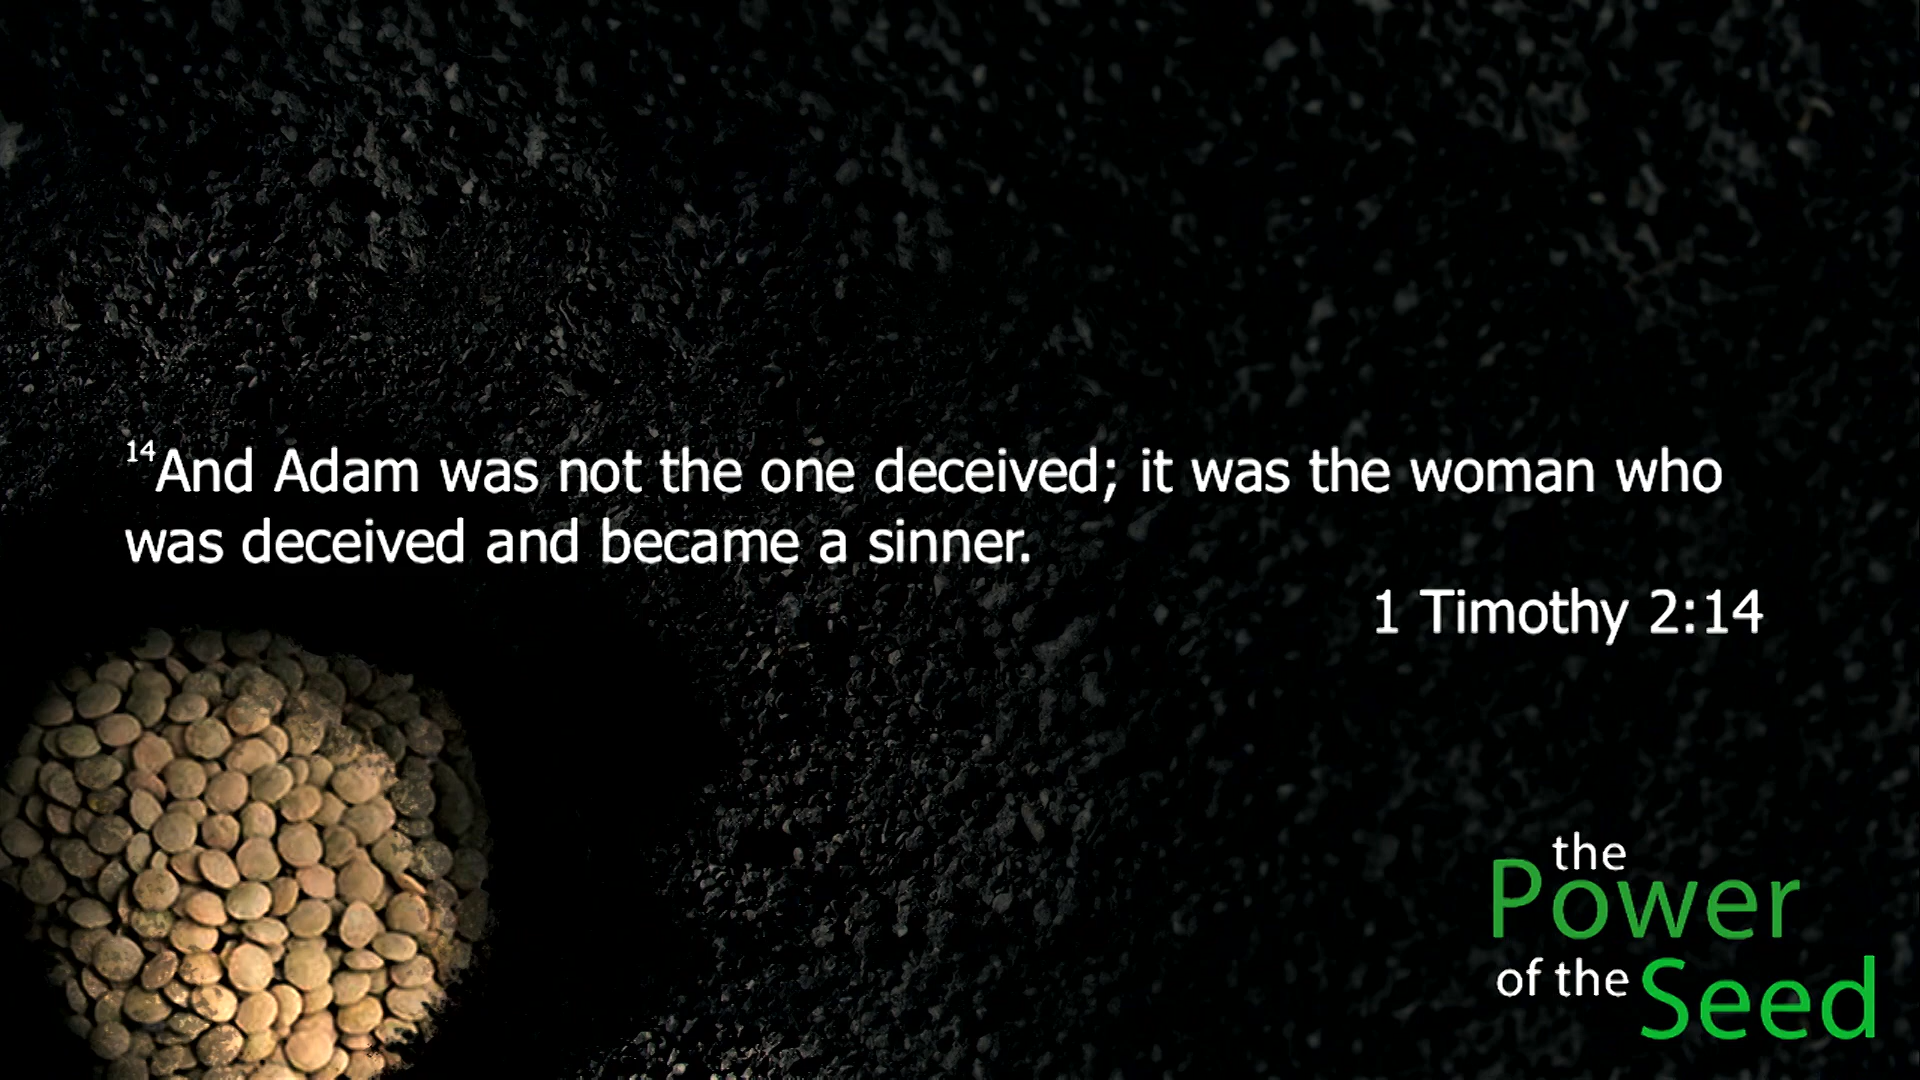 14And Adam was not the one deceived; it was the woman who
was deceived and became a sinner.
1 Timothy 2:14
the
Power
of the Seed